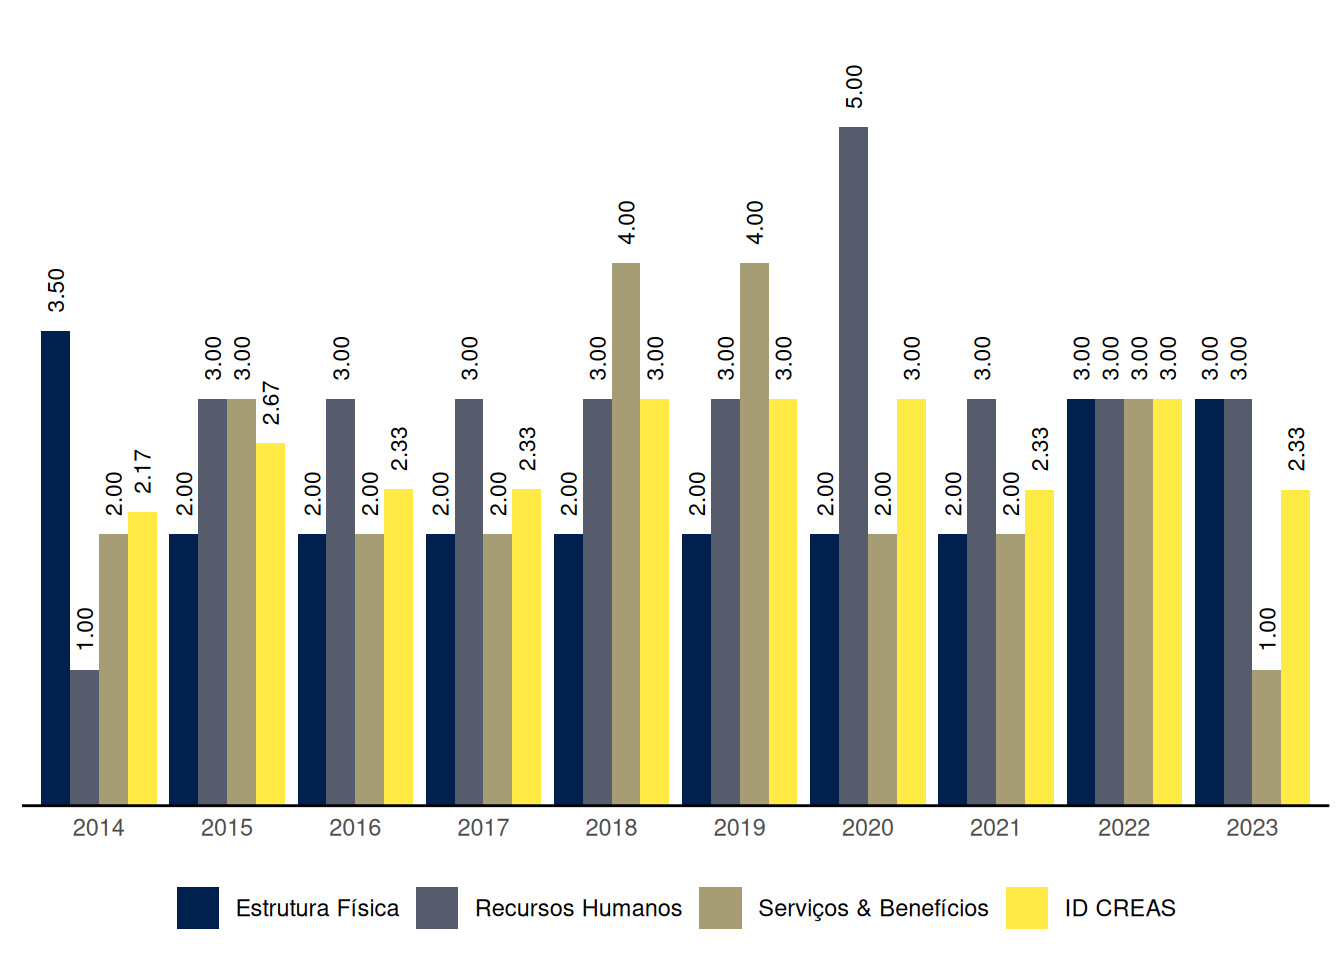 5.00
4.00 4.00
3.50
3.00 3.00 3.00 3.00 3.00 3.00 3.00 3.00 3.00 3.00 3.00 3.00 3.00 3.00 3.00 3.00
2.67
2.17 2.33 2.33 2.33 2.33
2.00 2.00 2.00 2.00 2.00 2.00 2.00 2.00 2.00 2.00 2.00 2.00
1.00 1.00
2014 2015 2016 2017 2018 2019 2020 2021 2022 2023
Estrutura Física Recursos Humanos Serviços & Benefícios ID CREAS